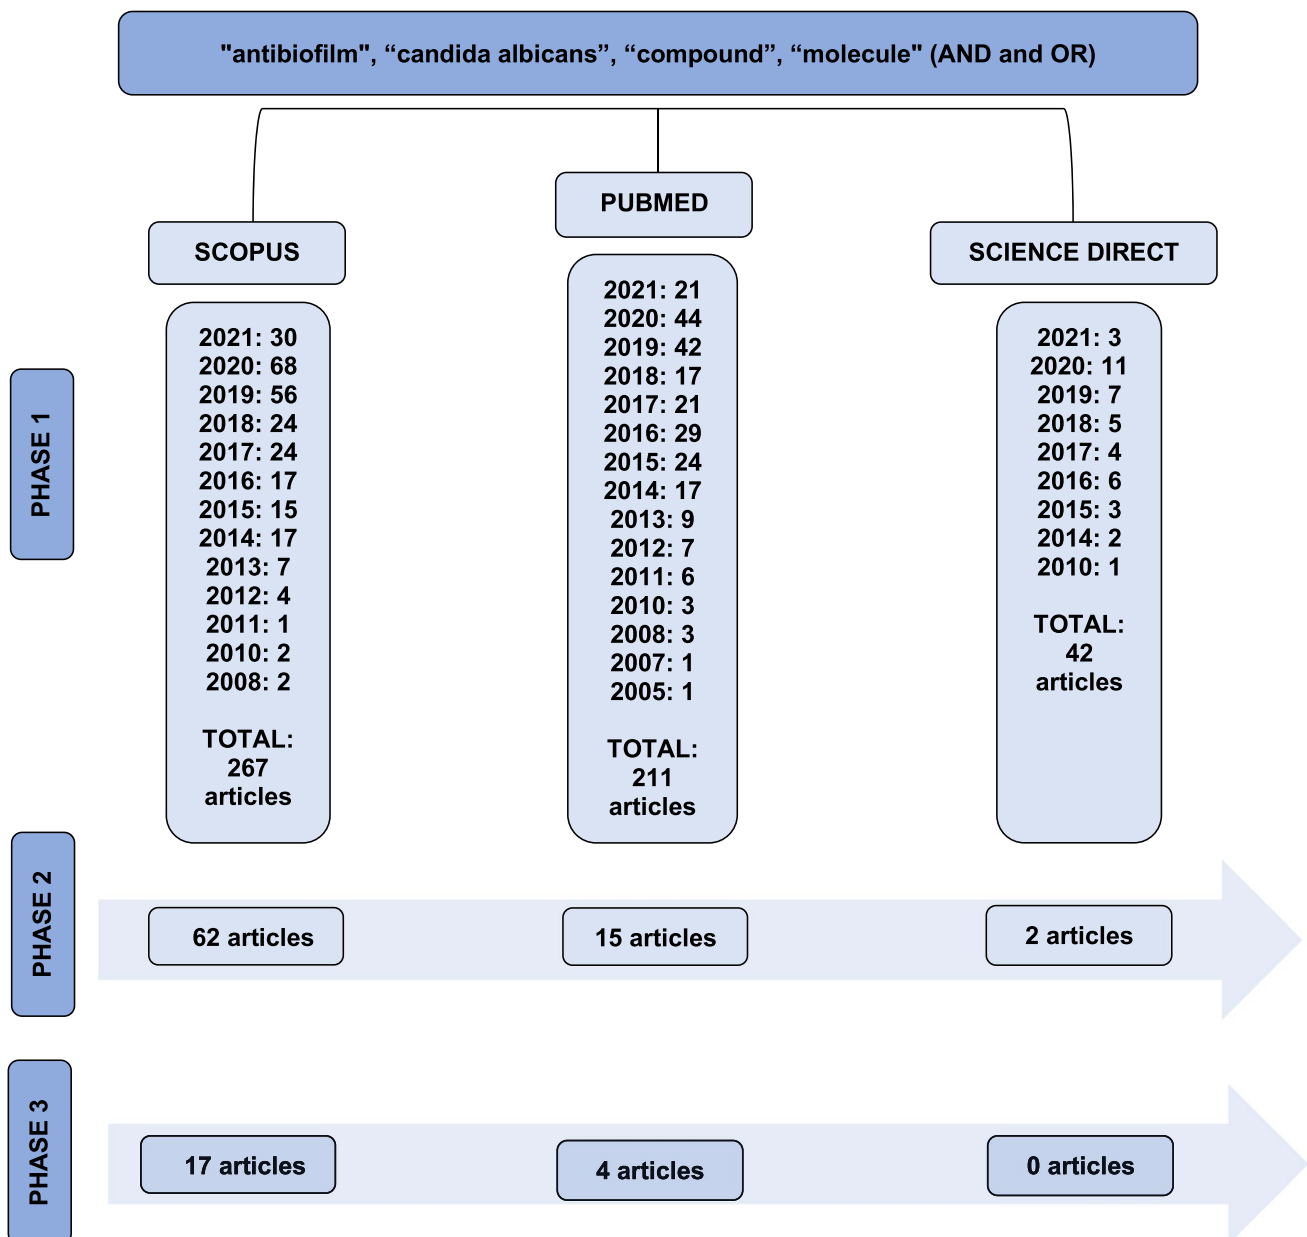 "antibiofilm", “candida albicans”, “compound”, “molecule" (AND and OR)
SCOPUS
PUBMED
SCIENCE DIRECT
PHASE 1
2021: 30
2020: 68
2019: 56
2018: 24
2017: 24
2016: 17
2015: 15
2014: 17
2013: 7
2012: 4
2011: 1
2010: 2
2008: 2
TOTAL:
267
articles
2021: 21
2020: 44
2019: 42
2018: 17
2017: 21
2016: 29
2015: 24
2014: 17
2013: 9
2012: 7
2011: 6
2010: 3
2008: 3
2007: 1
2005: 1
TOTAL:
211
articles
2021: 3
2020: 11
2019: 7
2018: 5
2017: 4
2016: 6
2015: 3
2014: 2
2010: 1
TOTAL:
42
articles
PHASE 2
62 articles
15 articles
2 articles
PHASE 3
17 articles
4 articles
0 articles